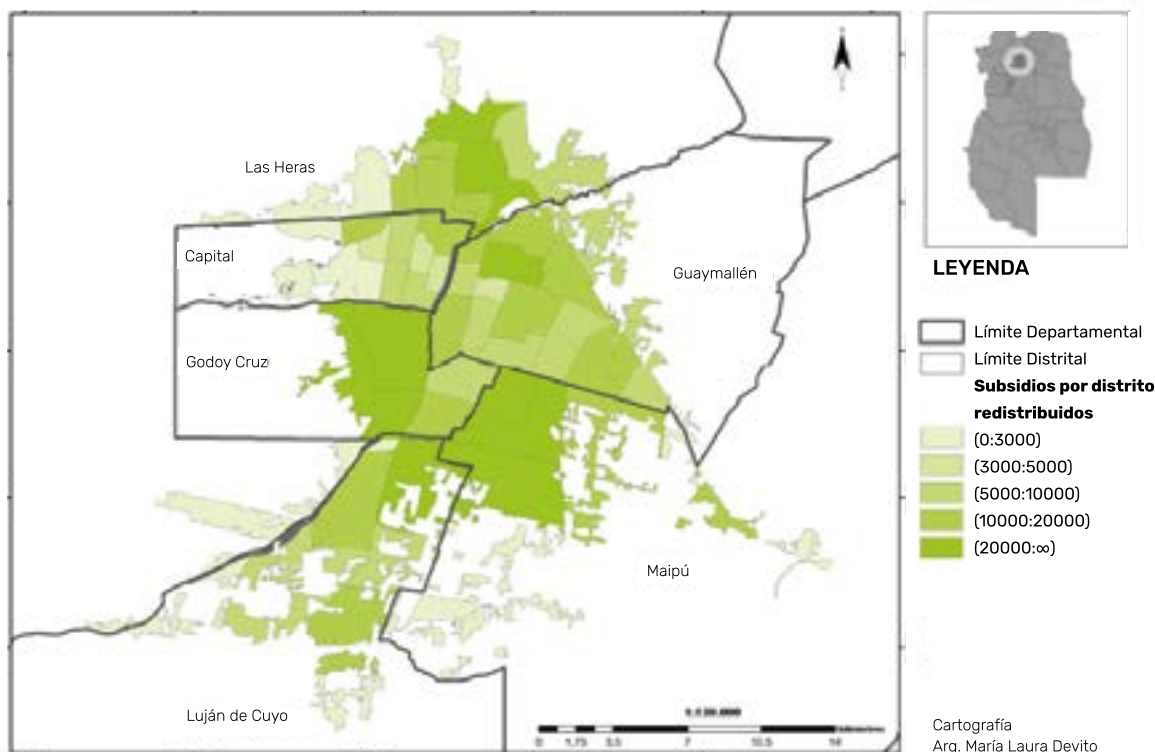 Las Heras
Capital
Guaymallén
Godoy Cruz
Maipú
Luján de Cuyo
0 1,75 3,5 7 10,5 14
LEYENDA
Límite Departamental
Límite Distrital
Subsidios por distrito
redistribuidos
(0:3000)
(3000:5000)
(5000:10000)
(10000:20000)
(20000:∞)
Cartografía
Arq. María Laura Devito